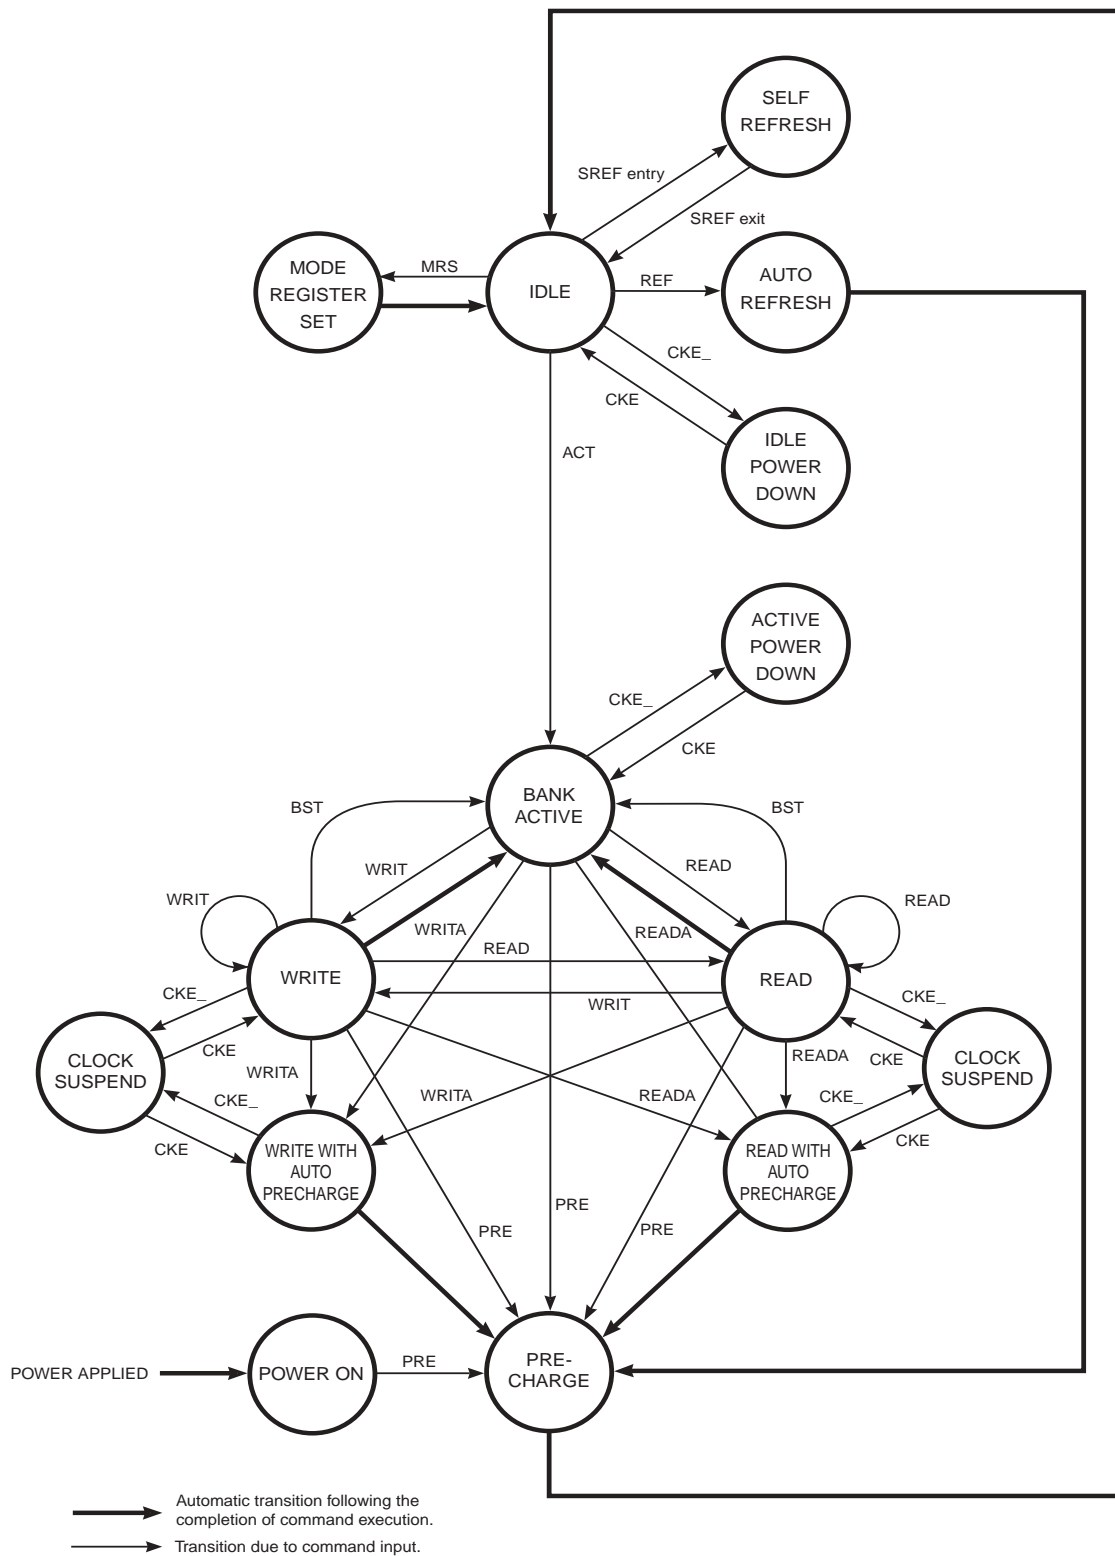 SELF
REFRESH
SREF entry
SREF exit
MODE
REGISTER
SET
MRS
IDLE
REF
AUTO
REFRESH
CKE_
CKE
IDLE
POWER
DOWN
ACT
ACTIVE
POWER
DOWN
CKE_
CKE
BANK
ACTIVE
BST
BST
WRIT
READ
WRIT
READ
WRITA
READA
READ
WRITE
READ
WRIT
CKE_
CKE_
CLOCK
SUSPEND
CKE
WRITA
READA
CKE
CLOCK
SUSPEND
CKE_
WRITA
READA
CKE_
CKE
CKE
WRITE WITH
AUTO
PRECHARGE
READ WITH
AUTO
PRECHARGE
PRE
PRE
PRE
POWER APPLIED
POWER ON
PRE
PRE-
CHARGE
Automatic transition following the
completion of command execution.
Transition due to command input.